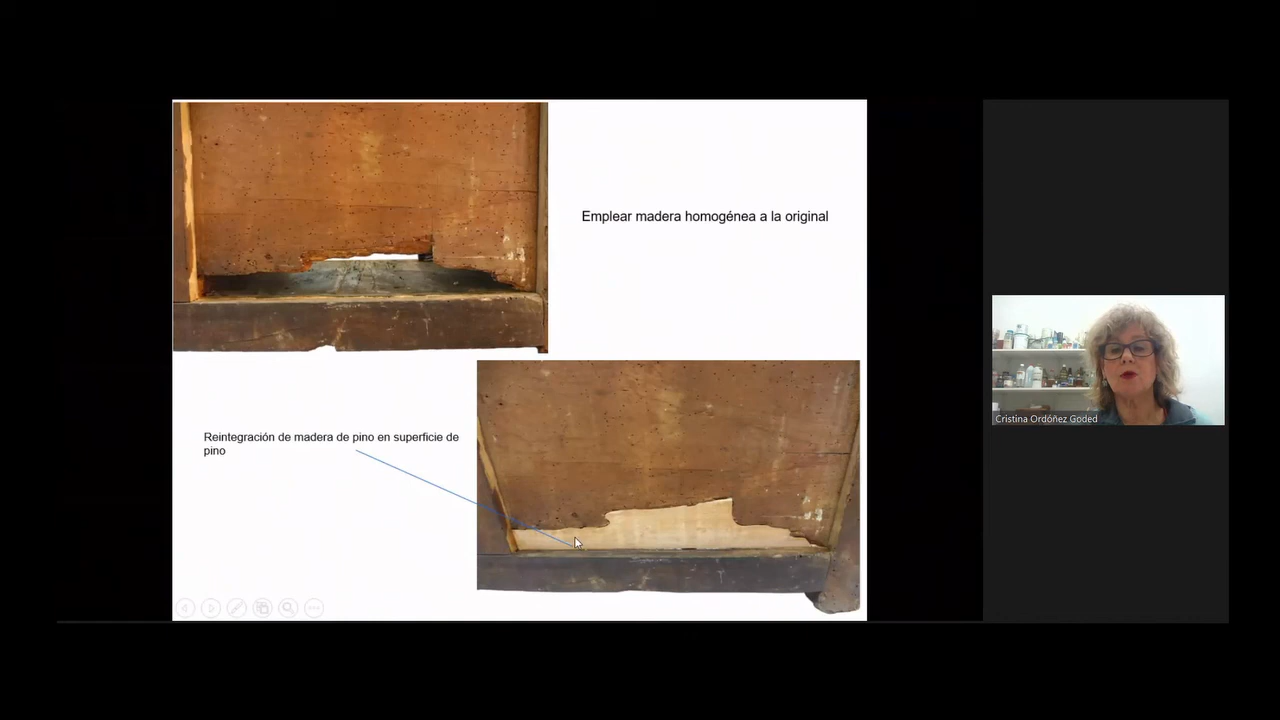 Emplear madera homogénea a la original
Reintegración de madera de pino en superficie de
pino
Cristina Ordóñez Goded